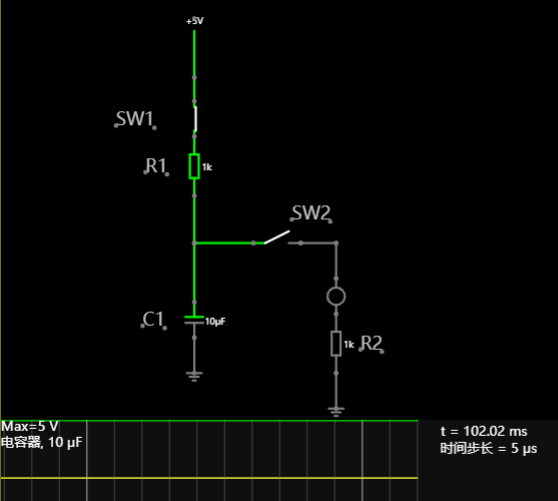 +5V
SW1
R1
1k
SW2
C1
10μF
1k
R2
Max=5 V
电容器, 10 μF
t = 102.02 ms
时间步长 = 5 μs